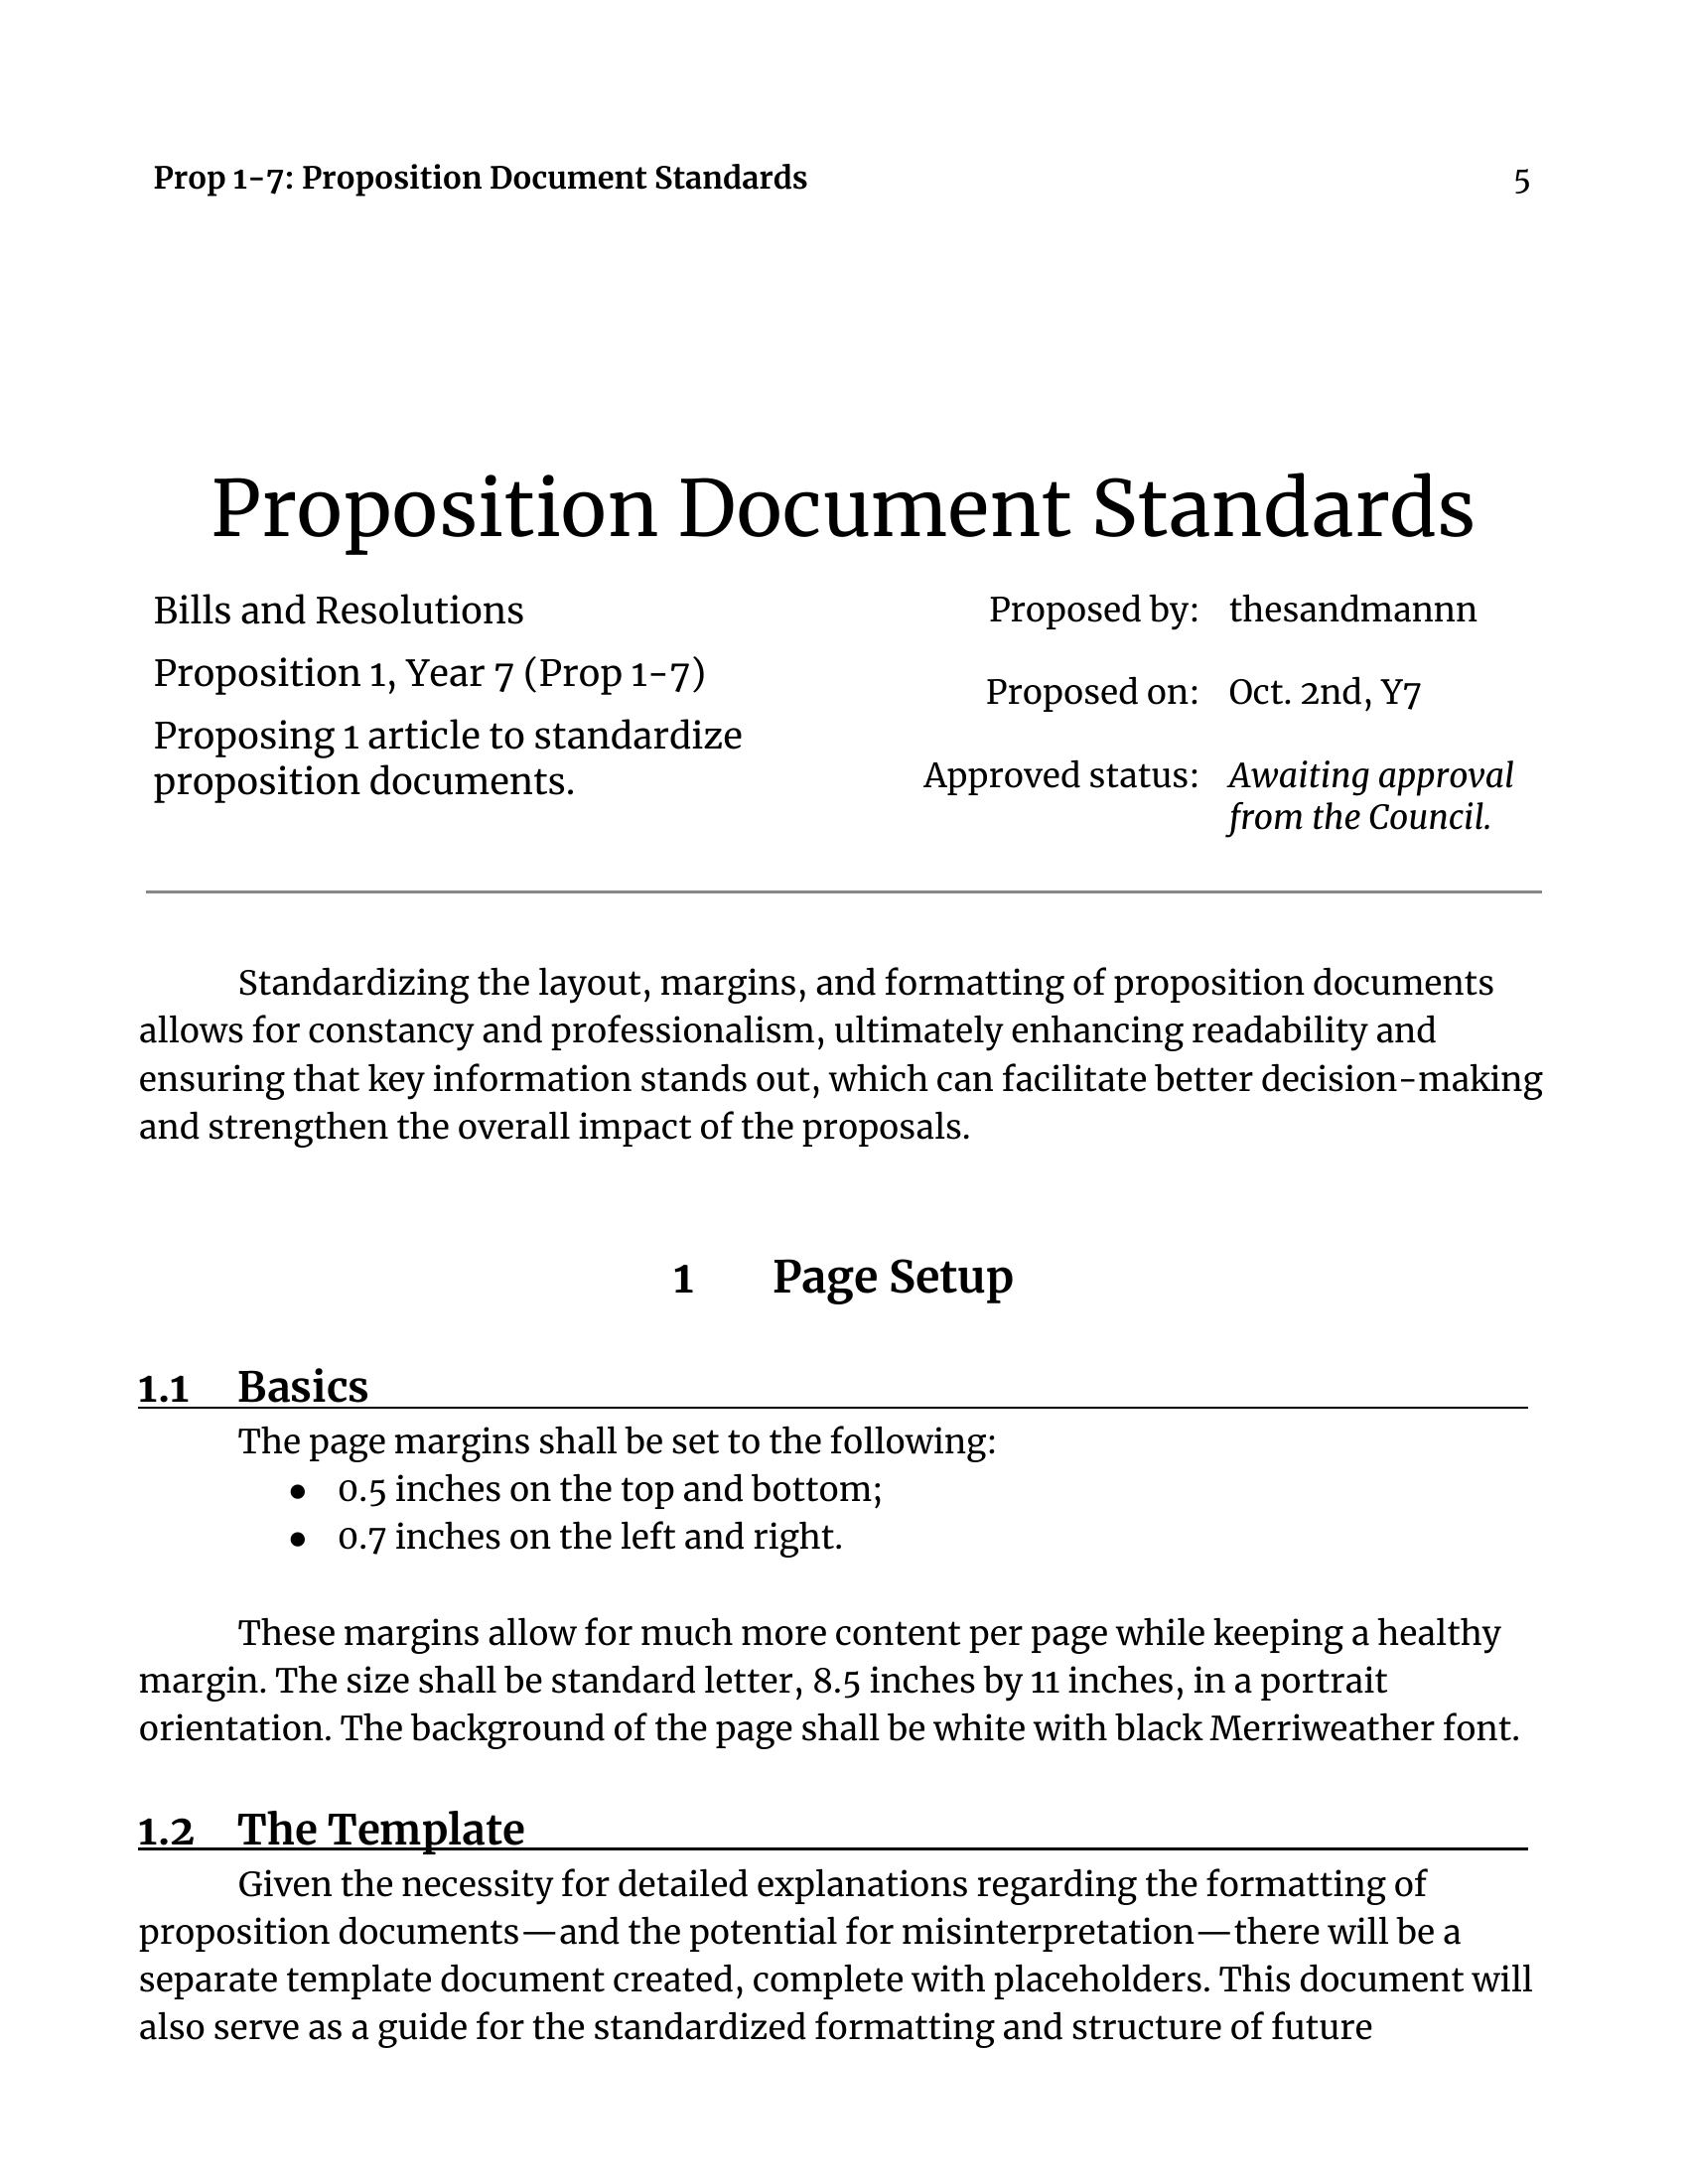 Prop 1-7: Proposition Document Standards 5
Proposition Document Standards
Bills and Resolutions
Proposition 1, Year 7 (Prop 1-7)
Proposing 1 article to standardize
proposition documents.
Proposed by: thesandmannn
Proposed on: Oct. 2nd, Y7
Approved status: Awaiting approval
from the Council.
Standardizing the layout, margins, and formatting of proposition documents
allows for constancy and professionalism, ultimately enhancing readability and
ensuring that key information stands out, which can facilitate better decision-making
and strengthen the overall impact of the proposals.
1 Page Setup
1.1 Basics
The page margins shall be set to the following:
● 0.5 inches on the top and bottom;
● 0.7 inches on the left and right.
These margins allow for much more content per page while keeping a healthy
margin. The size shall be standard letter, 8.5 inches by 11 inches, in a portrait
orientation. The background of the page shall be white with black Merriweather font.
1.2 The Template
Given the necessity for detailed explanations regarding the formatting of
proposition documents—and the potential for misinterpretation—there will be a
separate template document created, complete with placeholders. This document will
also serve as a guide for the standardized formatting and structure of future